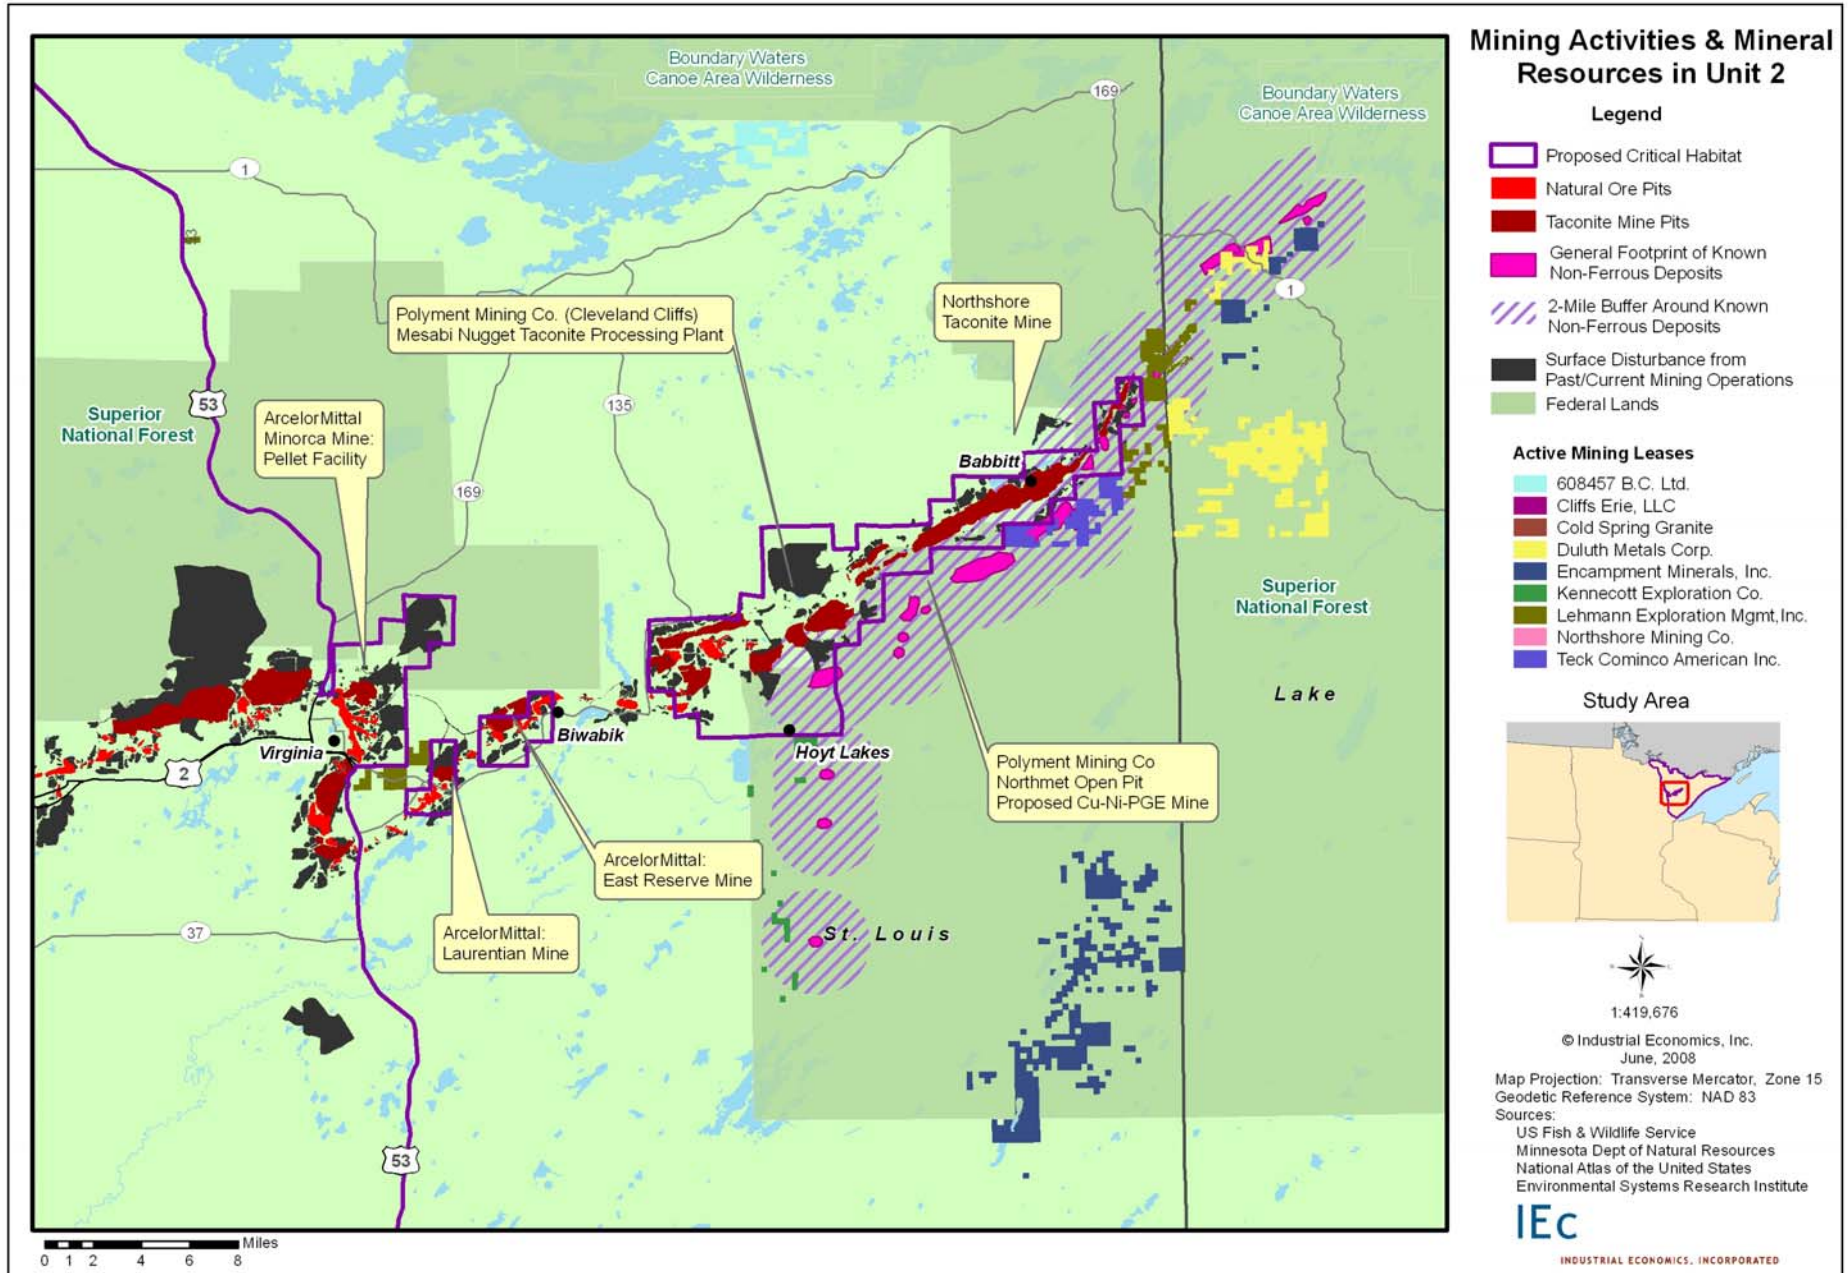 Mining Activities & Mineral
Resources in Unit 2
Legend
Proposed Critical Habitat
Natural Ore Pits
Taconite Mine Pits
General Footprint of Known
Non-Ferrous Deposits
2-Mile Buffer Around Known
Non-Ferrous Deposits
Surface Disturbance from
Past/Current Mining Operations
Federal Lands
Active Mining Leases
608457 B.C. Ltd.
Cliffs Erie, LLC
Cold Spring Granite
Duluth Metals Corp.
Encampment Minerals, Inc.
Kennecott Exploration Co.
Lehmann Exploration Mgmt,Inc.
Northshore Mining Co.
Teck Cominco American Inc.
Study Area
1:419,676
© Industrial Economics, Inc.
June, 2008
Map Projection: Transverse Mercator, Zone 15
Geodetic Reference System: NAD 83
Sources:
US Fish & Wildlife Service
Minnesota Dept of Natural Resources
National Atlas of the United States
Environmental Systems Research Institute
IEc
INDUSTRIAL ECONOMICS, INCORPORATED
Boundary Waters
Canoe Area Wilderness
Boundary Waters
Canoe Area Wilderness
169
1
1
Polyment Mining Co. (Cleveland Cliffs)
Mesabi Nugget Taconite Processing Plant
Northshore
Taconite Mine
53
135
Superior
National Forest
ArcelorMittal
Minorca Mine:
Pellet Facility
169
Babbitt
Superior
National Forest
Lake
Virginia
2
Biwabik
Hoyt Lakes
Polyment Mining Co
Northmet Open Pit
Proposed Cu-Ni-PGE Mine
ArcelorMittal:
East Reserve Mine
ArcelorMittal:
Laurentian Mine
37
St. Louis
53
Miles
0 1 2 4 6 8